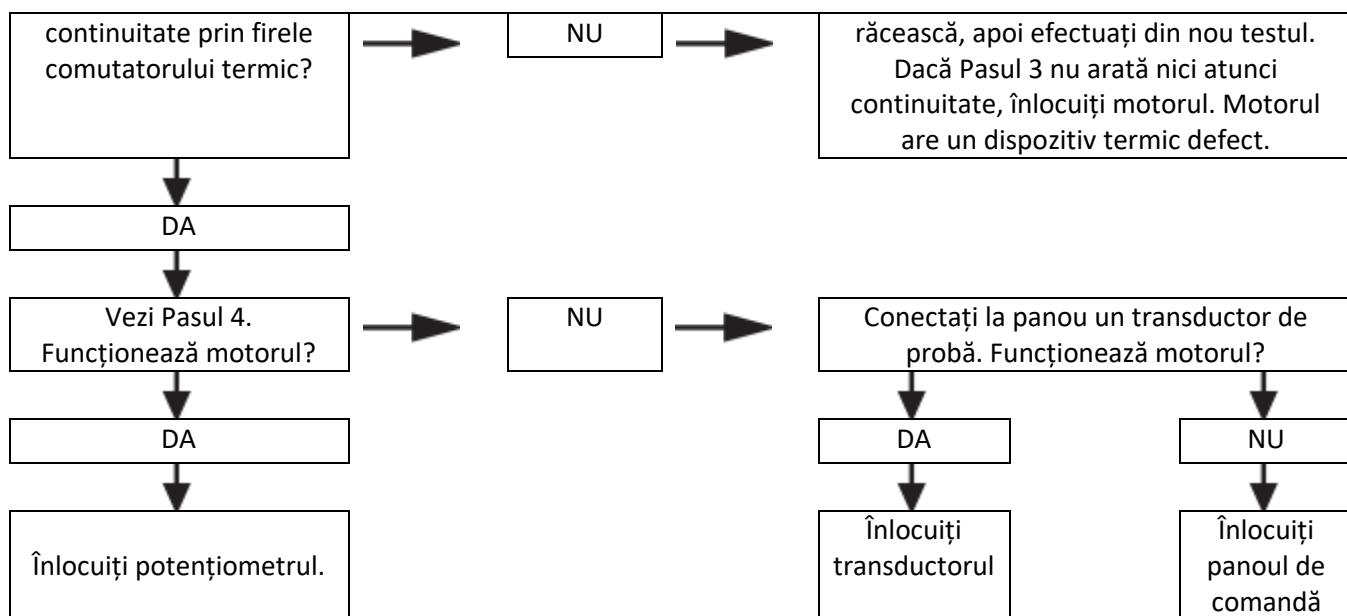 continuitate prin firele
comutatorului termic?
NU
răcească, apoi efectuați din nou testul.
Dacă Pasul 3 nu arată nici atunci
continuitate, înlocuiți motorul. Motorul
are un dispozitiv termic defect.
DA
Vezi Pasul 4.
Funcționează motorul?
NU
Conectați la panou un transductor de
probă. Funcționează motorul?
DA
DA
NU
Înlocuiți potențiometrul.
Înlocuiți
transductorul
Înlocuiți
panoul de
comandă